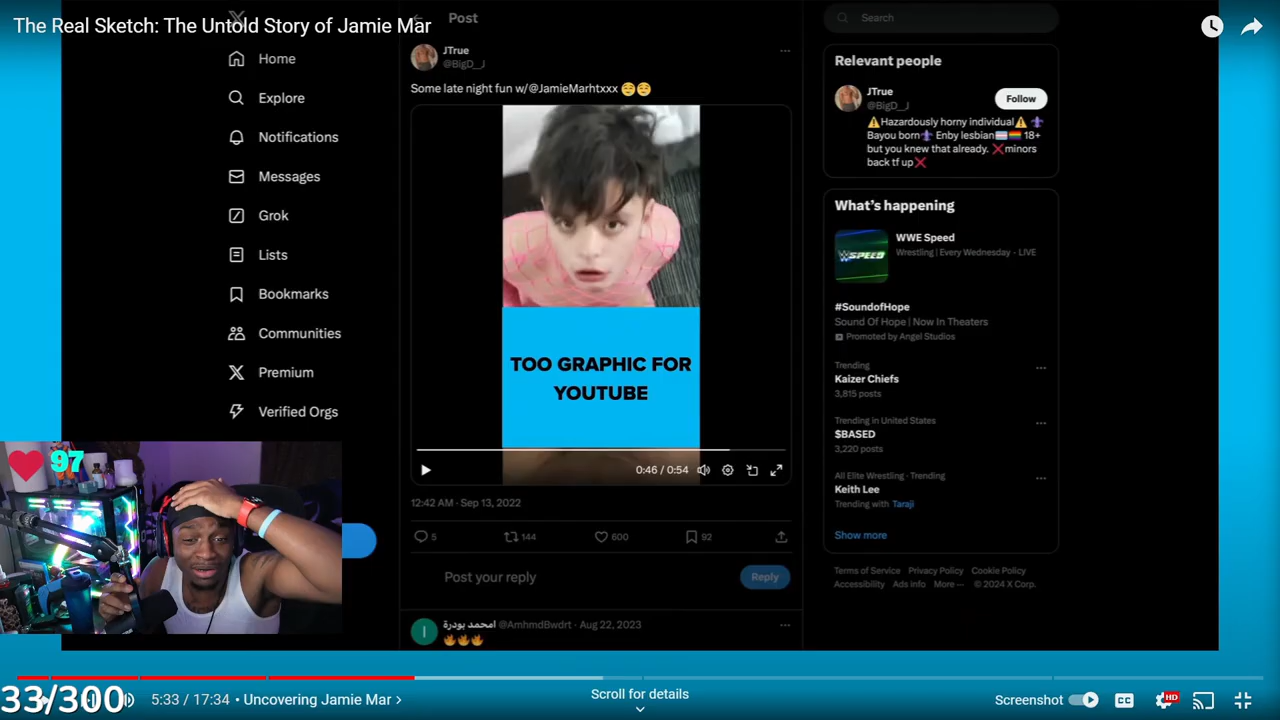 The Real Sketch: The Untold Story of Jamie Mar
Home
Explore
Notifications
Messages
Grok
Lists
Bookmarks
Communities
Premium
Verified Orgs
Post
JTrue
@BigD__J
Some late night fun w/@JamieMarhtxxx 😌😌
TOO GRAPHIC FOR
YOUTUBE
0:46 / 0:54
12:42 AM · Sep 13, 2022
5 144 600 92
Post your reply
Reply
امحمد بودرة @AmhmdBwdrt · Aug 22, 2023
🔥🔥🔥
Search
Relevant people
JTrue
@BigD__J
Follow
⚠️Hazardously horny individual⚠️ ⚜️
Bayou born⚜️ Enby lesbian🏳️‍⚧️🏳️‍🌈 18+
but you knew that already. ❌minors
back tf up❌
What's happening
WWE Speed
Wrestling | Every Wednesday - LIVE
SPEED
#SoundofHope
Sound Of Hope | Now In Theaters
Promoted by Angel Studios
Trending
Kaizer Chiefs
3,815 posts
Trending in United States
$BASED
3,220 posts
All Elite Wrestling · Trending
Keith Lee
Trending with Taraji
Show more
Terms of Service Privacy Policy Cookie Policy
Accessibility Ads info More ··· © 2024 X Corp.
97
33/300
5:33 / 17:34 • Uncovering Jamie Mar >
Scroll for details
Screenshot
CC
HD